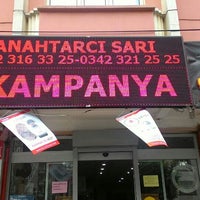 ANAHTARCI SARI
2 316 33 25-0342 321 25 25
KAMPANYA